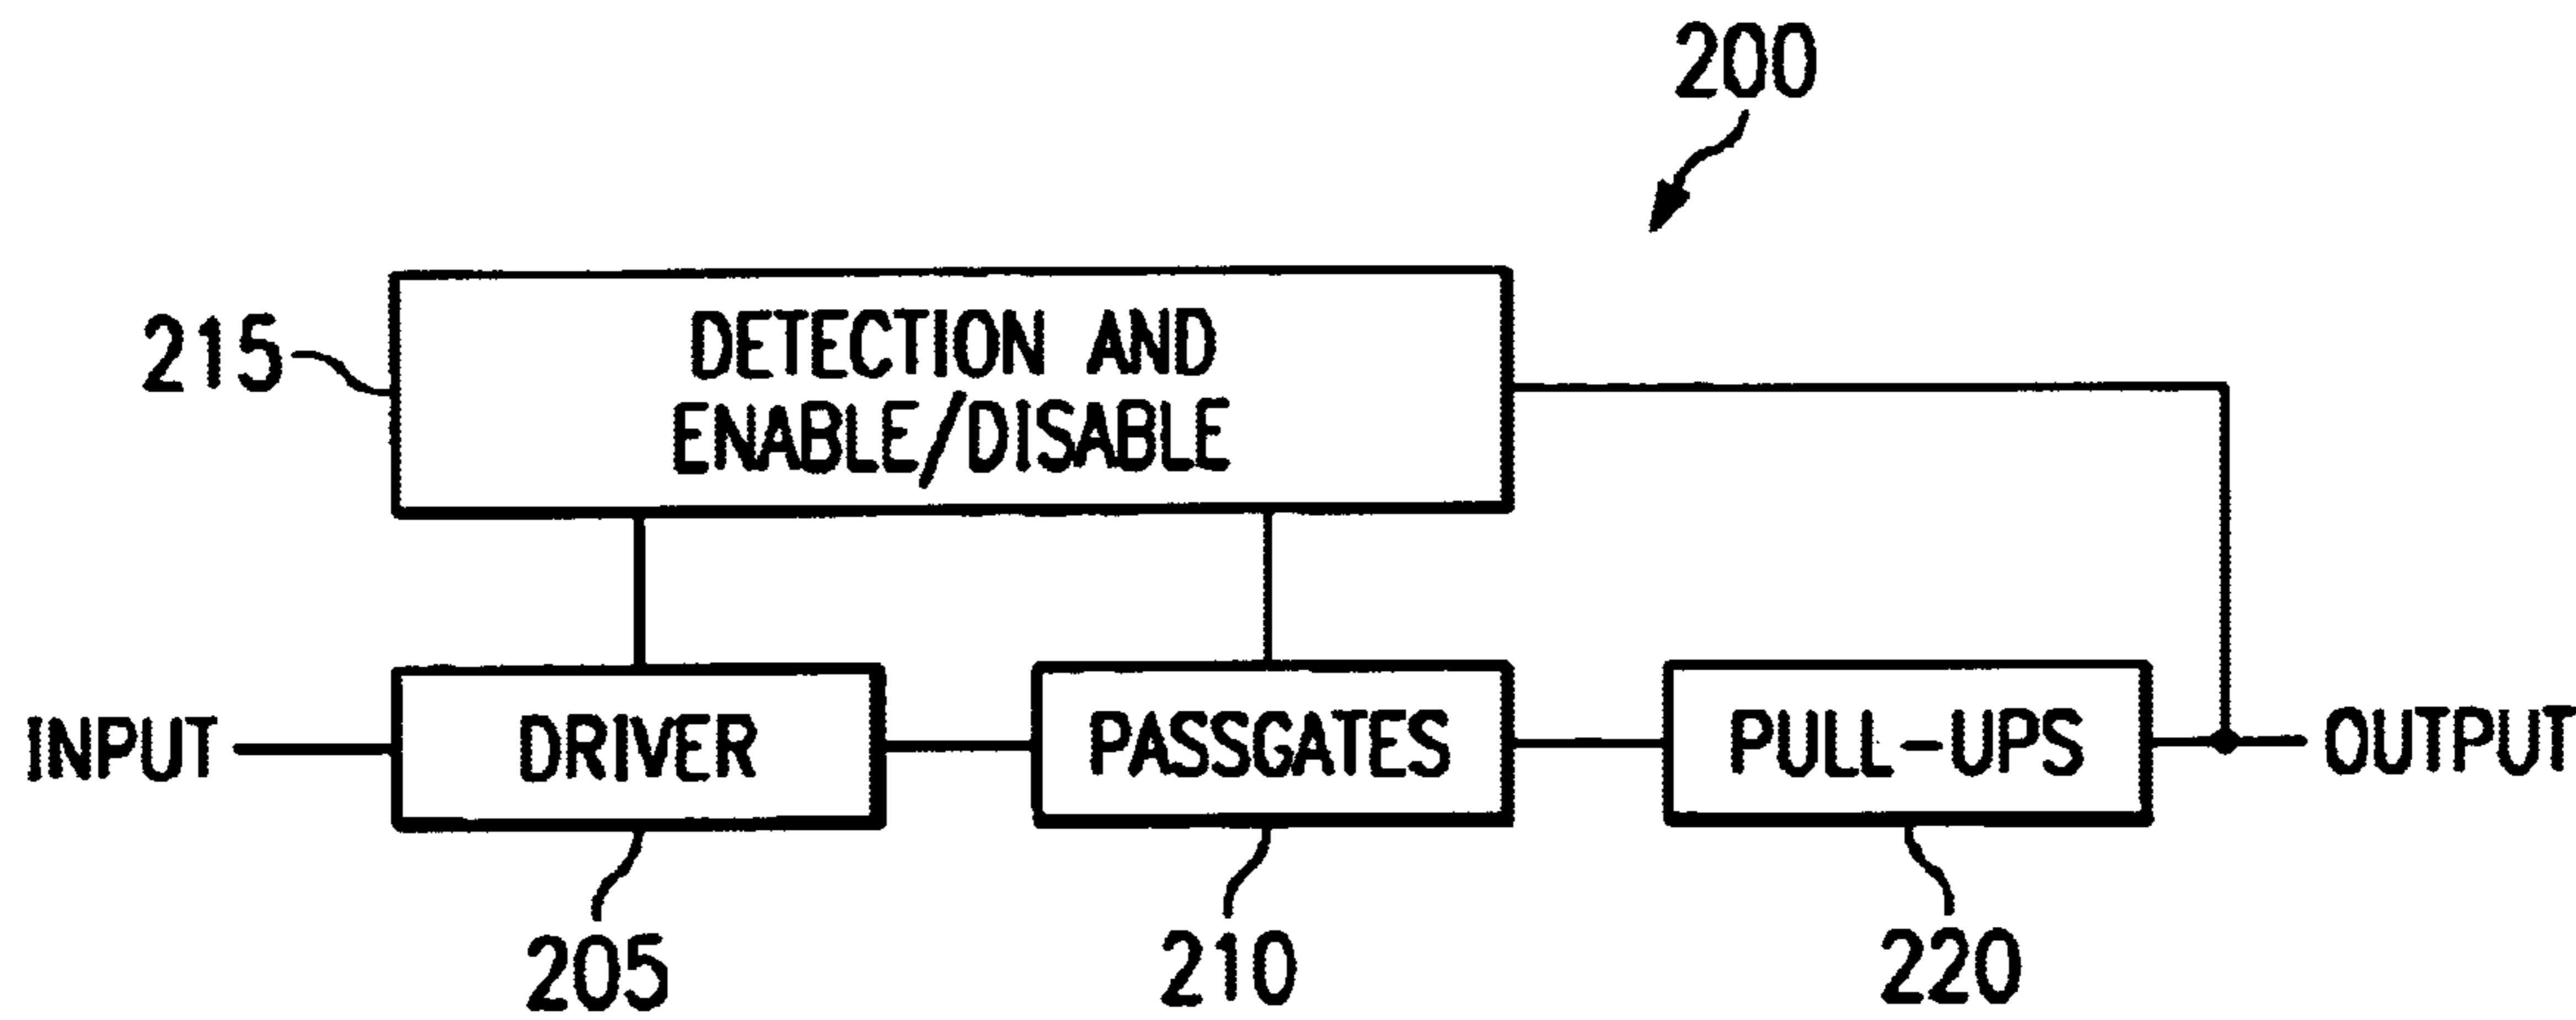 200
215
DETECTION AND
ENABLE/DISABLE
INPUT
DRIVER
PASSGATES
PULL-UPS
OUTPUT
205
210
220